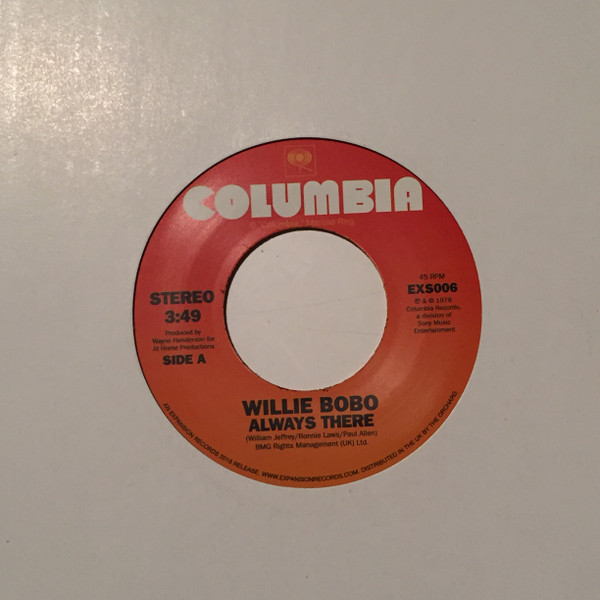 COLUMBIA
STEREO
3:49
Produced by
Wayne Henderson for
At Home Productions
SIDE A
45 RPM
EXS006
℗ & © 1978
Columbia Records,
a division of
Sony Music
Entertainment
WILLIE BOBO
ALWAYS THERE
(William Jeffrey/Ronnie Laws/Paul Allen)
BMG Rights Management (UK) Ltd.
AN EXPANSION RECORDS 2014 RELEASE. WWW.EXPANSIONRECORDS.COM. DISTRIBUTED IN THE UK BY THE ORCHARD